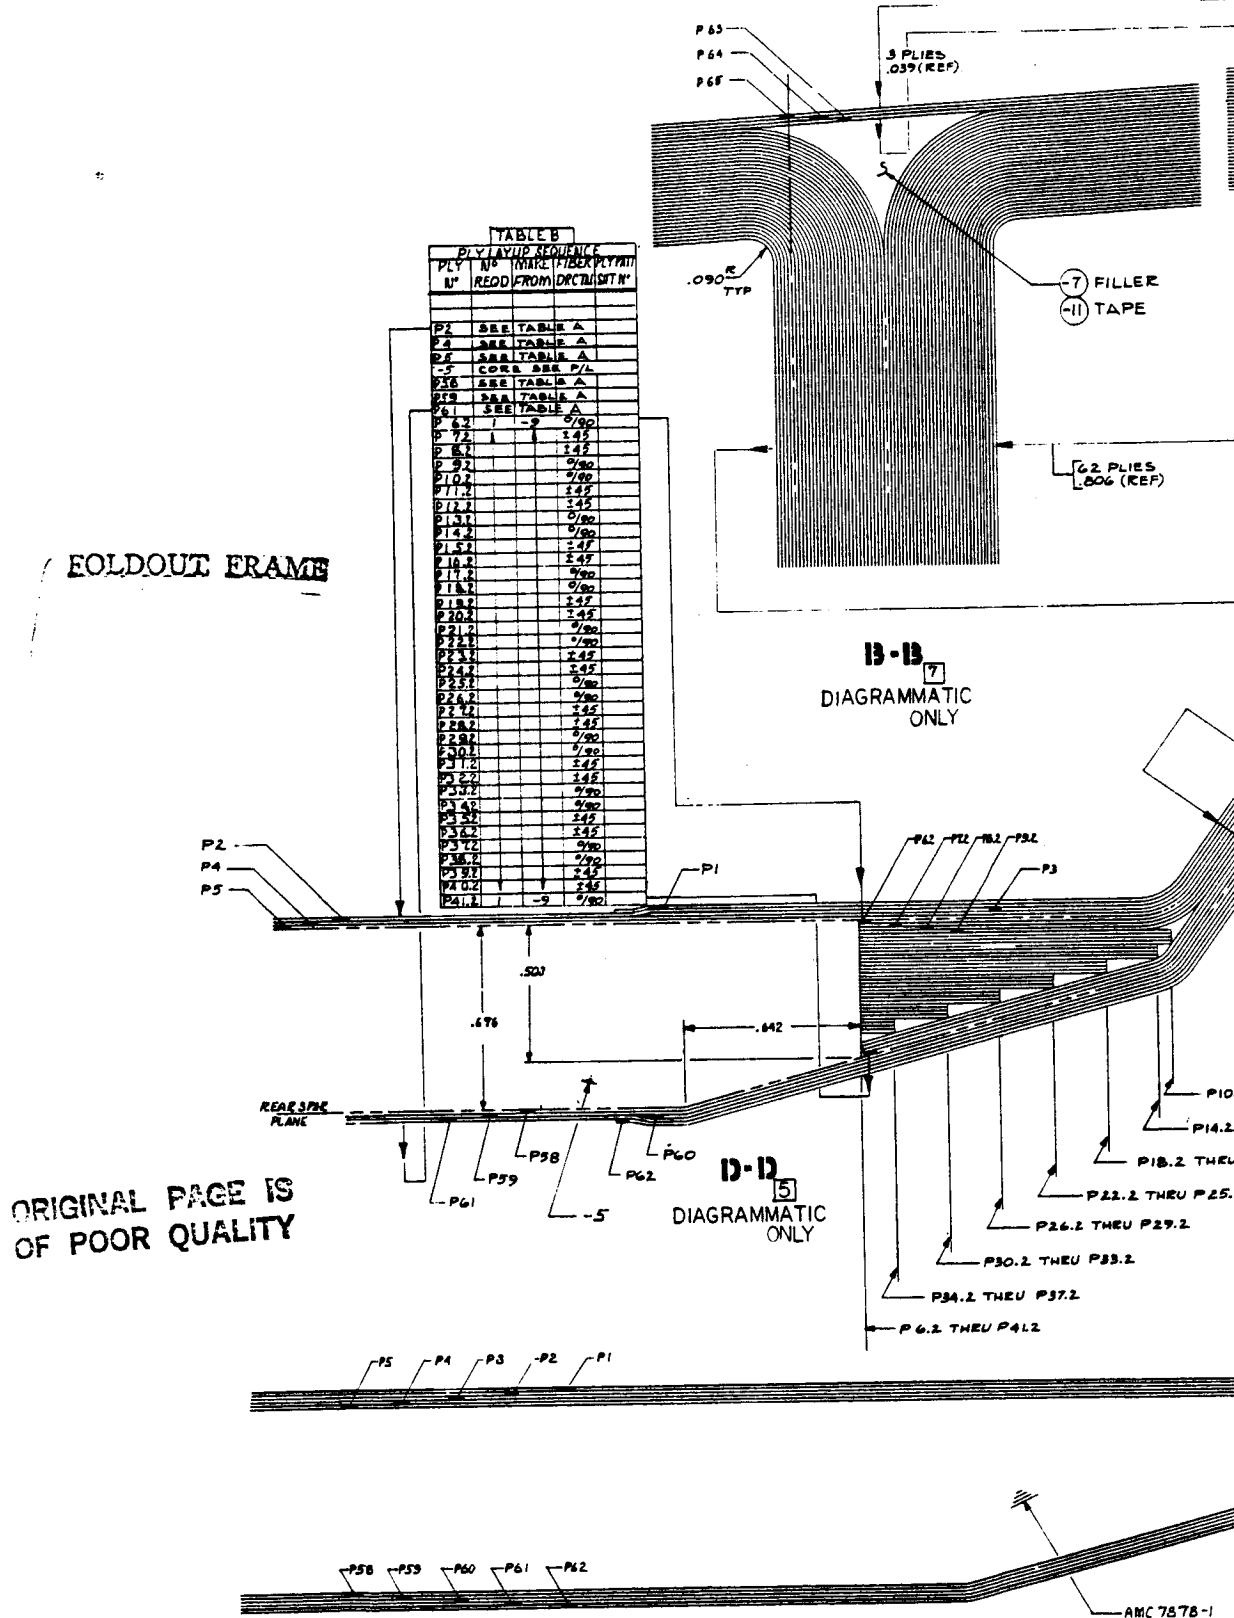 P63
P64
P65
3 PLIES
.039 (REF)
.090 R
TYP
-7 FILLER
-11 TAPE
62 PLIES
.806 (REF)
B-B
7
DIAGRAMMATIC
ONLY
TABLE B
PLY LAYUP SEQUENCE
PLY Nº | Nº REQD | MAKE FROM | FIBER DRCTN
P2 SEE TABLE A
P4 SEE TABLE A
P5 SEE TABLE A
-5 CORE SEE P/L
P58 SEE TABLE A
P59 SEE TABLE A
P61 SEE TABLE A
P6.2 1 -9 0/90
P7.2 ±45
P8.2 ±45
P9.2 0/90
P10.2 0/90
P11.2 ±45
P12.2 ±45
P13.2 0/90
P14.2 0/90
P15.2 ±45
P16.2 ±45
P17.2 0/90
P18.2 0/90
P19.2 ±45
P20.2 ±45
P21.2 0/90
P22.2 0/90
P23.2 ±45
P24.2 ±45
P25.2 0/90
P26.2 0/90
P27.2 ±45
P28.2 ±45
P29.2 0/90
P30.2 0/90
P31.2 ±45
P32.2 ±45
P33.2 0/90
P34.2 0/90
P35.2 ±45
P36.2 ±45
P37.2 0/90
P38.2 0/90
P39.2 ±45
P40.2 ±45
P41.2 1 -9 0/90
FOLDOUT FRAME
P2
P4
P5
P1
P6.2
P7.2
P8.2
P9.2
P3
.503
.696
.642
REAR SPAR
PLANE
P58
P59
P61
P62
P60
-5
D-D
5
DIAGRAMMATIC
ONLY
P10
P14.2
P18.2 THRU
P22.2 THRU P25.
P26.2 THRU P29.2
P30.2 THRU P33.2
P34.2 THRU P37.2
P6.2 THRU P41.2
ORIGINAL PAGE IS
OF POOR QUALITY
P5
P4
P3
P2
P1
P58
P59
P60
P61
P62
AMC 7878-1